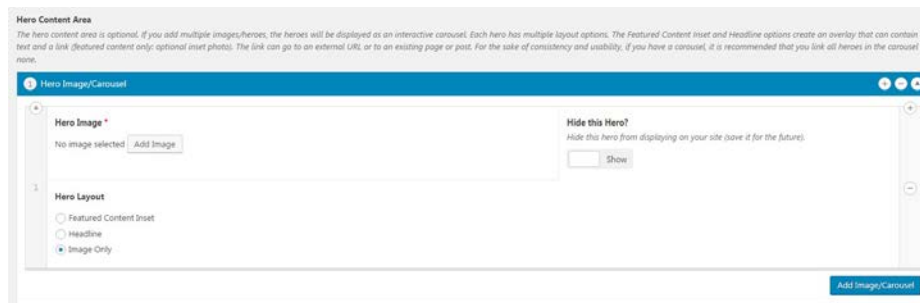 Hero Content Area
The hero content area is optional. If you add multiple images/heroes, the heroes will be displayed as an interactive carousel. Each hero has multiple layout options. The Featured Content Inset and Headline options create an overlay that can contain
text and a link (featured content only: optional inset photo). The link can go to an external URL or to an existing page or post. For the sake of consistency and usability, if you have a carousel, it is recommended that you link all heroes in the carousel
none.
1 Hero Image/Carousel
Hero Image *
No image selected Add Image
Hide this Hero?
Hide this hero from displaying on your site (save it for the future).
Show
1
Hero Layout
Featured Content Inset
Headline
Image Only
Add Image/Carousel